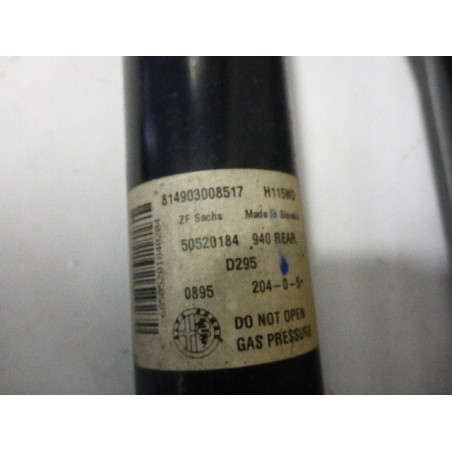 814903008517 H115WG
ZF Sachs Made in Slovakia
50520184 940 REAR
D295
0895 204-0-5
DO NOT OPEN
GAS PRESSURE